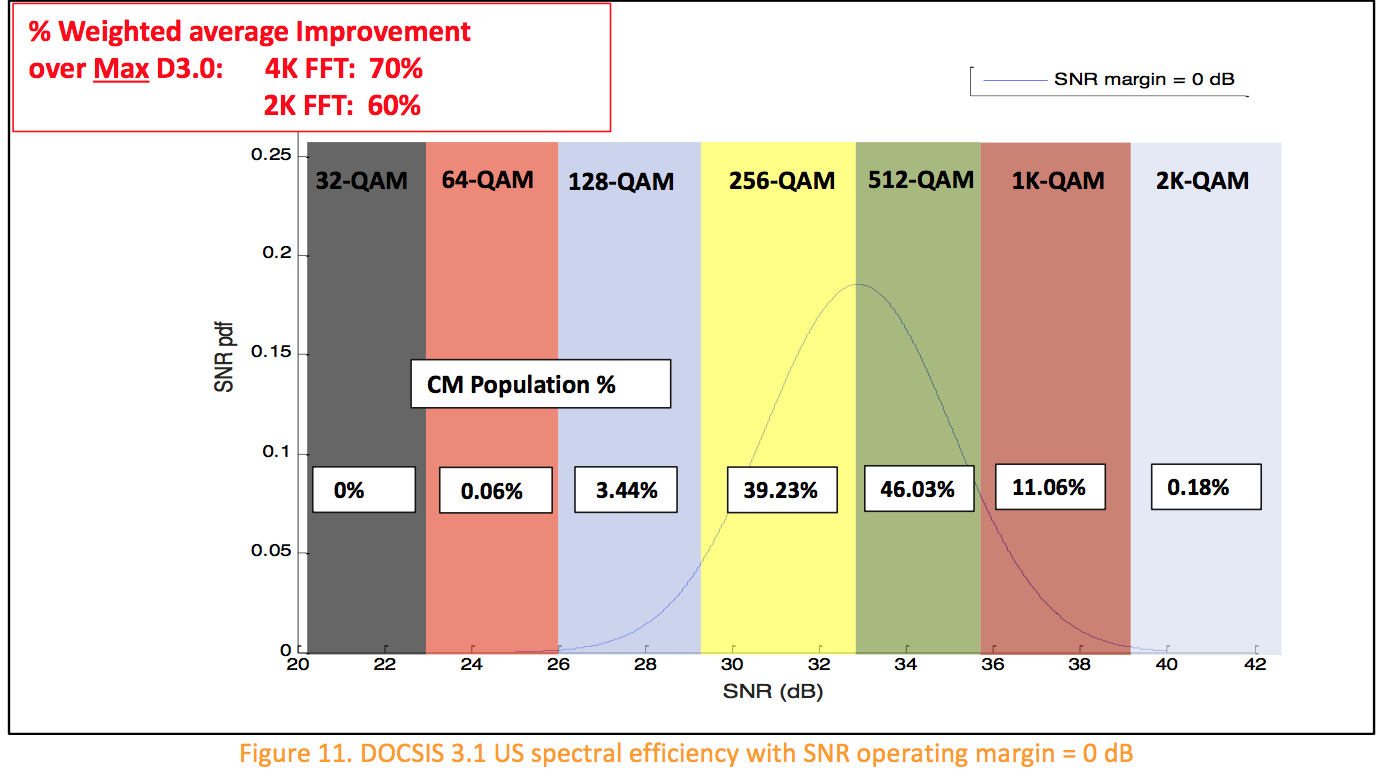 % Weighted average Improvement
over Max D3.0: 4K FFT: 70%
2K FFT: 60%
SNR margin = 0 dB
0.25
32-QAM 64-QAM 128-QAM 256-QAM 512-QAM 1K-QAM 2K-QAM
0.2
SNR pdf
0.15
CM Population %
0.1
0% 0.06% 3.44% 39.23% 46.03% 11.06% 0.18%
0.05
0
20 22 24 26 28 30 32 34 36 38 40 42
SNR (dB)
Figure 11. DOCSIS 3.1 US spectral efficiency with SNR operating margin = 0 dB